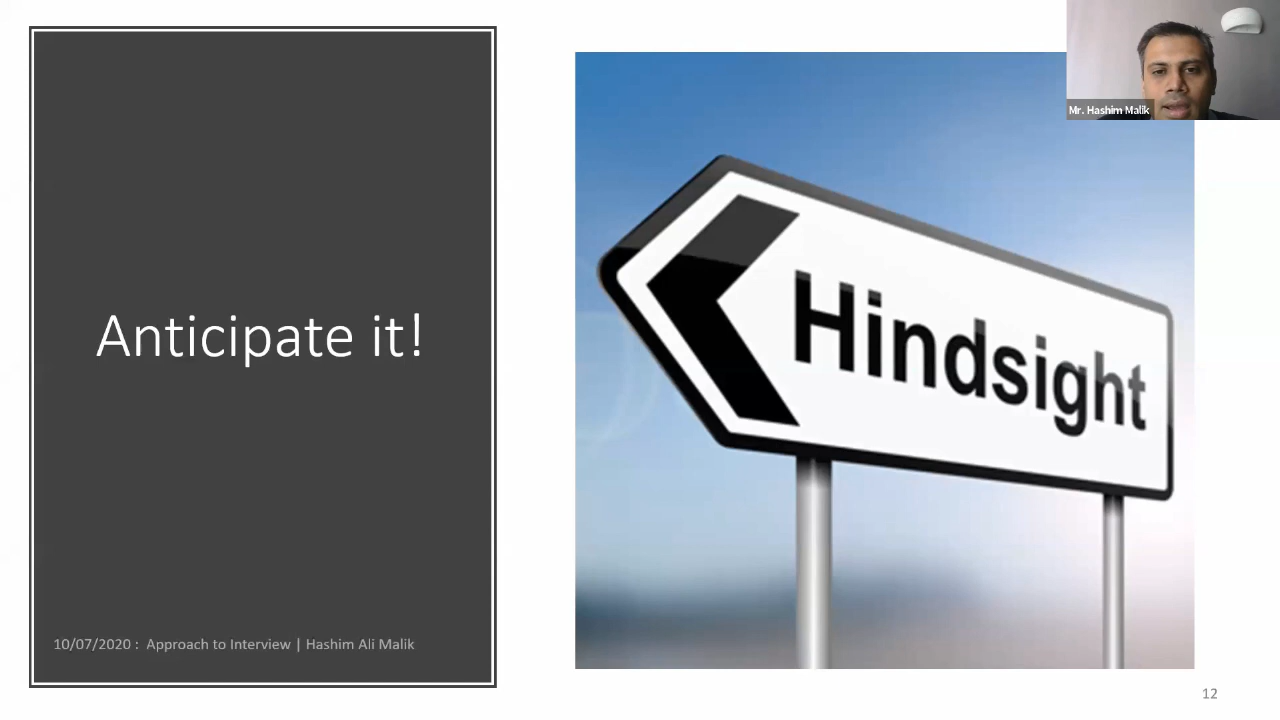 Anticipate it!
10/07/2020 : Approach to Interview | Hashim Ali Malik
Hindsight
Mr. Hashim Malik
12